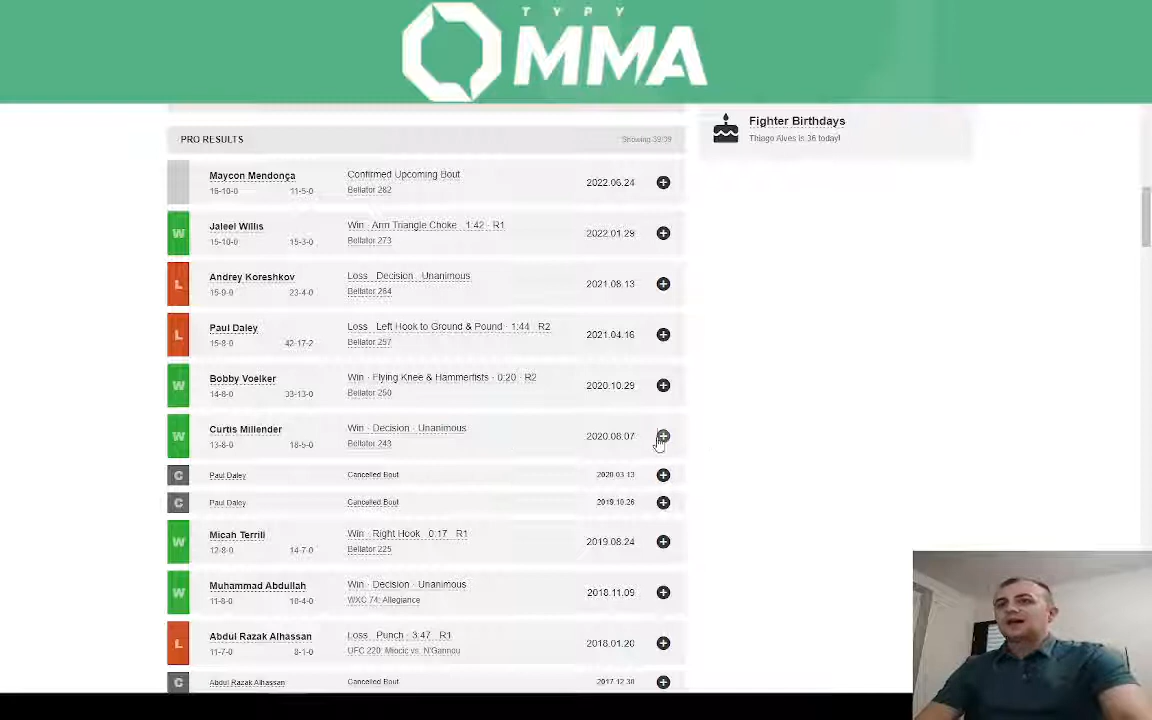 TYPY
MMA
Fighter Birthdays
Thiago Alves is 36 today!
PRO RESULTS
Showing 39/39
Maycon Mendonça Confirmed Upcoming Bout 2022.06.24
16-10-0 11-5-0 Bellator 282
W Jaleel Willis Win · Arm Triangle Choke · 1:42 · R1 2022.01.29
15-10-0 15-3-0 Bellator 273
L Andrey Koreshkov Loss · Decision · Unanimous 2021.08.13
15-9-0 23-4-0 Bellator 264
L Paul Daley Loss · Left Hook to Ground & Pound · 1:44 · R2 2021.04.16
15-8-0 42-17-2 Bellator 257
W Bobby Voelker Win · Flying Knee & Hammerfists · 0:20 · R2 2020.10.29
14-8-0 33-13-0 Bellator 250
W Curtis Millender Win · Decision · Unanimous 2020.08.07
13-8-0 18-5-0 Bellator 243
C Paul Daley Cancelled Bout 2020.03.13
C Paul Daley Cancelled Bout 2019.10.26
W Micah Terrill Win · Right Hook · 0:17 · R1 2019.08.24
12-8-0 14-7-0 Bellator 225
W Muhammad Abdullah Win · Decision · Unanimous 2018.11.09
11-8-0 10-4-0 WXC 74: Allegiance
L Abdul Razak Alhassan Loss · Punch · 3:47 · R1 2018.01.20
11-7-0 8-1-0 UFC 220: Miocic vs. N'Gannou
C Abdul Razak Alhassan Cancelled Bout 2017.12.30